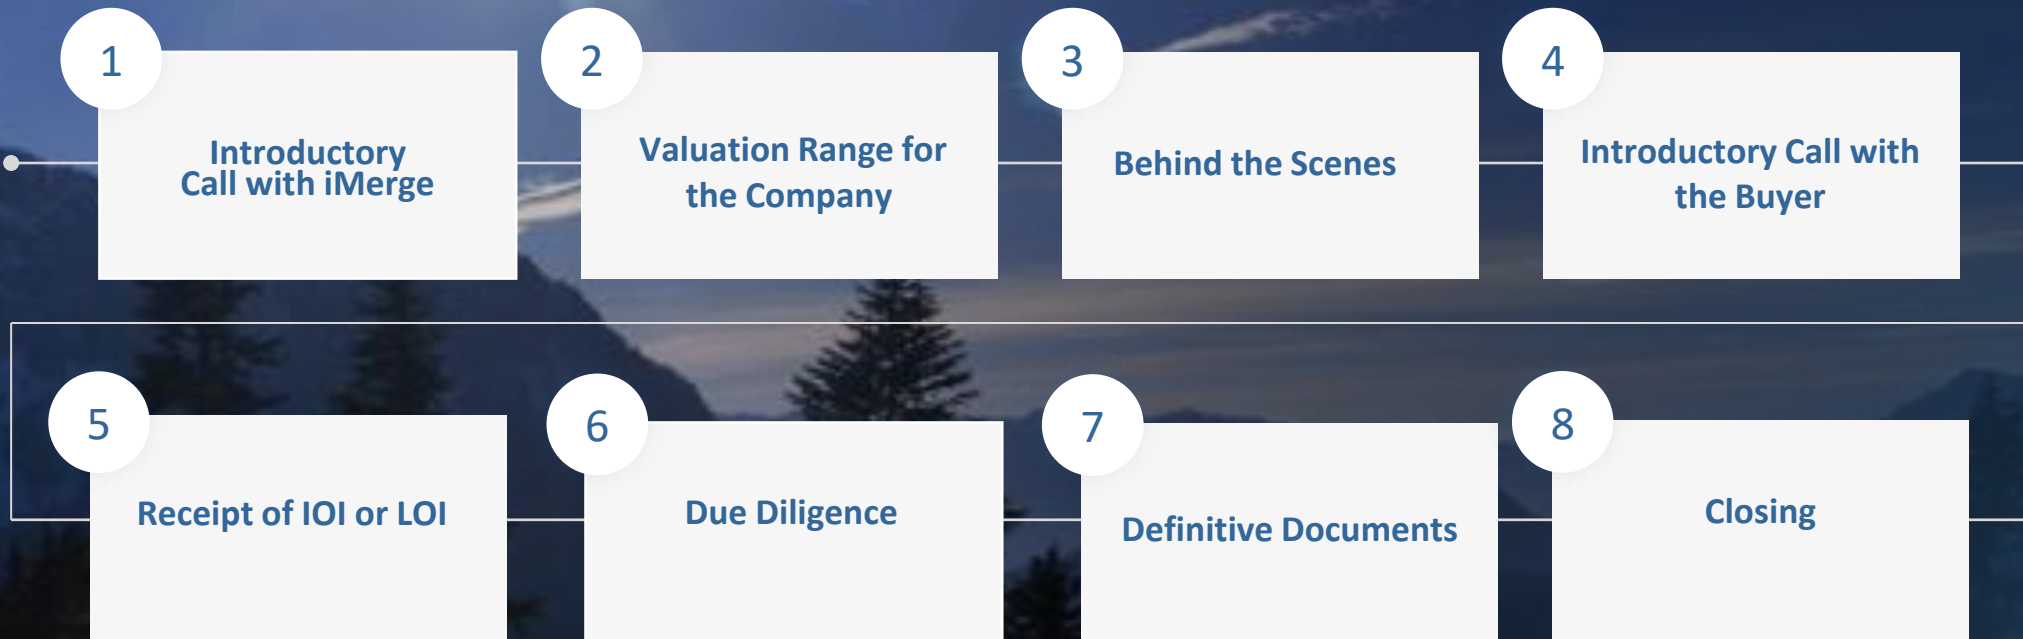 1
Introductory
Call with iMerge
2
Valuation Range for
the Company
3
Behind the Scenes
4
Introductory Call with
the Buyer
5
Receipt of IOI or LOI
6
Due Diligence
7
Definitive Documents
8
Closing